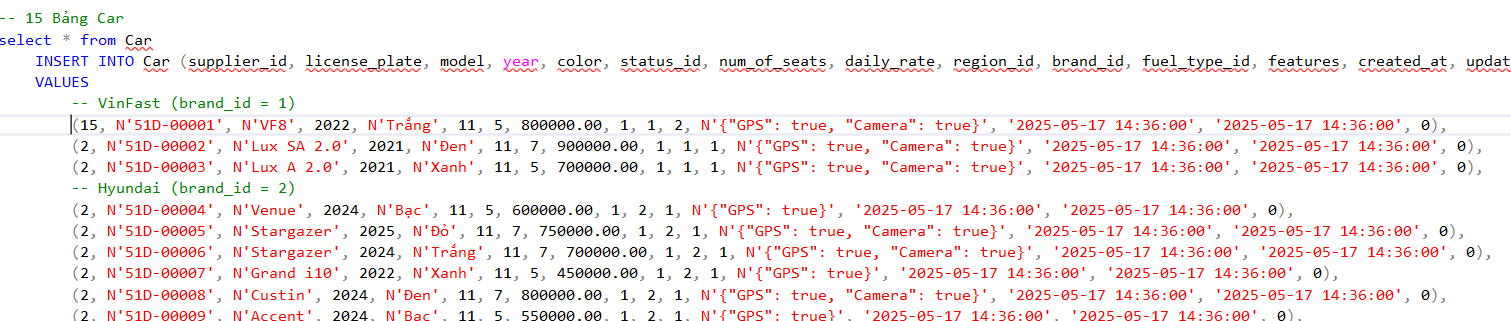 -- 15 Bảng Car
select * from Car
INSERT INTO Car (supplier_id, license_plate, model, year, color, status_id, num_of_seats, daily_rate, region_id, brand_id, fuel_type_id, features, created_at, updat
VALUES
-- VinFast (brand_id = 1)
(15, N'51D-00001', N'VF8', 2022, N'Trắng', 11, 5, 800000.00, 1, 1, 2, N'{"GPS": true, "Camera": true}', '2025-05-17 14:36:00', '2025-05-17 14:36:00', 0),
(2, N'51D-00002', N'Lux SA 2.0', 2021, N'Đen', 11, 7, 900000.00, 1, 1, 1, N'{"GPS": true, "Camera": true}', '2025-05-17 14:36:00', '2025-05-17 14:36:00', 0),
(2, N'51D-00003', N'Lux A 2.0', 2021, N'Xanh', 11, 5, 700000.00, 1, 1, 1, N'{"GPS": true, "Camera": true}', '2025-05-17 14:36:00', '2025-05-17 14:36:00', 0),
-- Hyundai (brand_id = 2)
(2, N'51D-00004', N'Venue', 2024, N'Bạc', 11, 5, 600000.00, 1, 2, 1, N'{"GPS": true}', '2025-05-17 14:36:00', '2025-05-17 14:36:00', 0),
(2, N'51D-00005', N'Stargazer', 2025, N'Đỏ', 11, 7, 750000.00, 1, 2, 1, N'{"GPS": true, "Camera": true}', '2025-05-17 14:36:00', '2025-05-17 14:36:00', 0),
(2, N'51D-00006', N'Stargazer', 2024, N'Trắng', 11, 7, 700000.00, 1, 2, 1, N'{"GPS": true, "Camera": true}', '2025-05-17 14:36:00', '2025-05-17 14:36:00', 0),
(2, N'51D-00007', N'Grand i10', 2022, N'Xanh', 11, 5, 450000.00, 1, 2, 1, N'{"GPS": true}', '2025-05-17 14:36:00', '2025-05-17 14:36:00', 0),
(2, N'51D-00008', N'Custin', 2024, N'Đen', 11, 7, 800000.00, 1, 2, 1, N'{"GPS": true, "Camera": true}', '2025-05-17 14:36:00', '2025-05-17 14:36:00', 0),
(2, N'51D-00009', N'Accent', 2024, N'Bạc', 11, 5, 550000.00, 1, 2, 1, N'{"GPS": true}', '2025-05-17 14:36:00', '2025-05-17 14:36:00', 0),